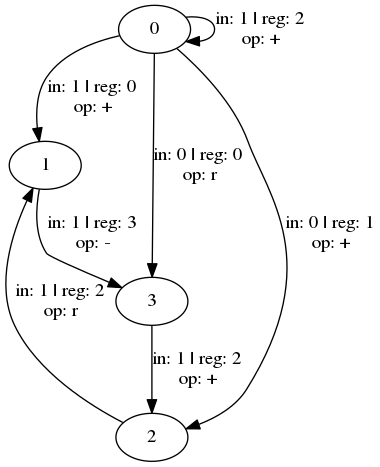 0
in: 1 | reg: 2
op: +
in: 1 | reg: 0
op: +
in: 0 | reg: 0
op: r
1
in: 1 | reg: 3
op: -
in: 0 | reg: 1
op: +
in: 1 | reg: 2
op: r
3
in: 1 | reg: 2
op: +
2